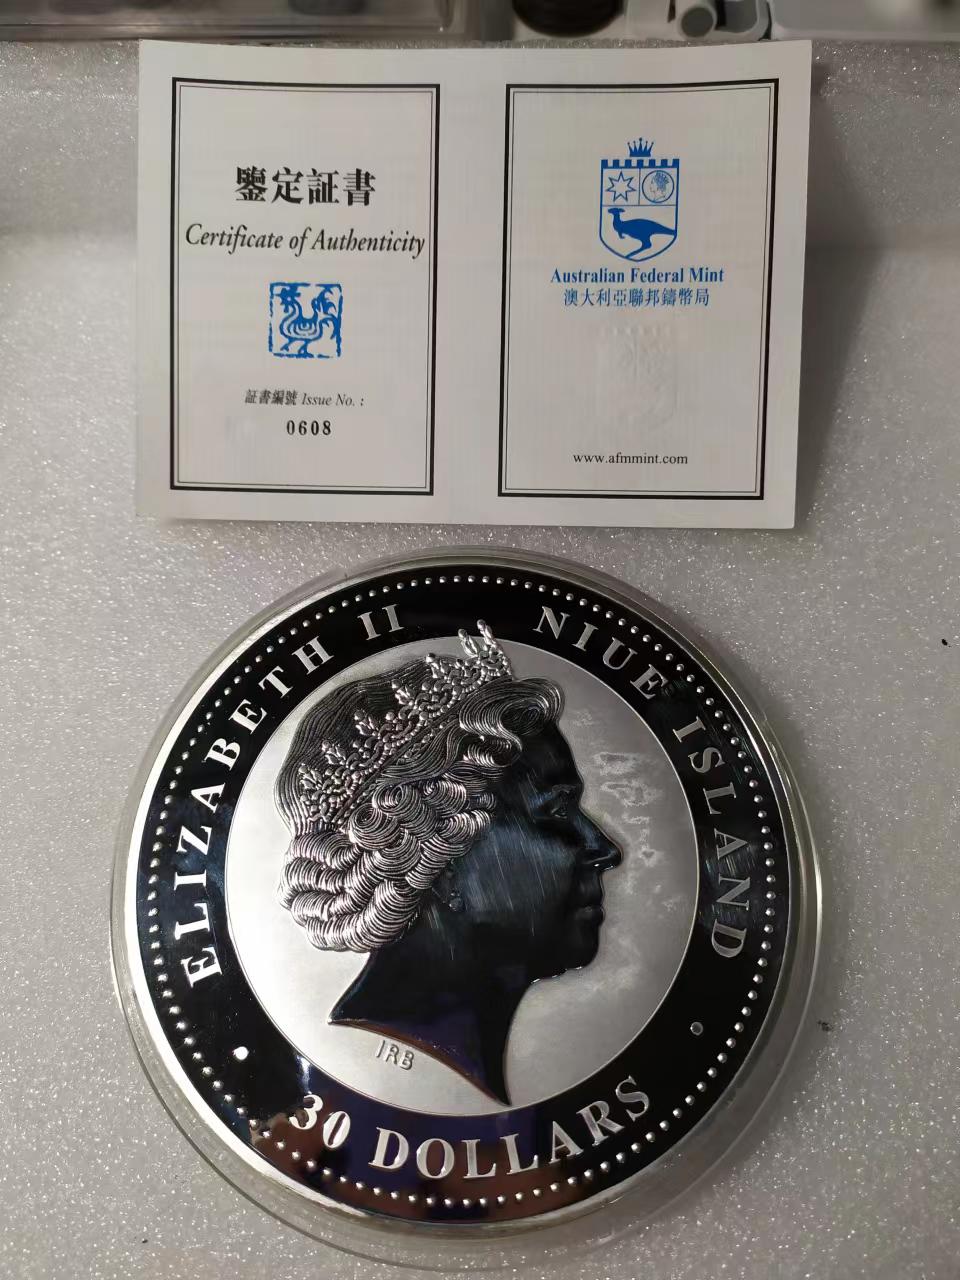 鑒定証書
Certificate of Authenticity
証書編號 Issue No. :
0608
Australian Federal Mint
澳大利亞聯邦鑄幣局
www.afmmint.com
ELIZABETH II
NIUE ISLAND
IRB
30 DOLLARS